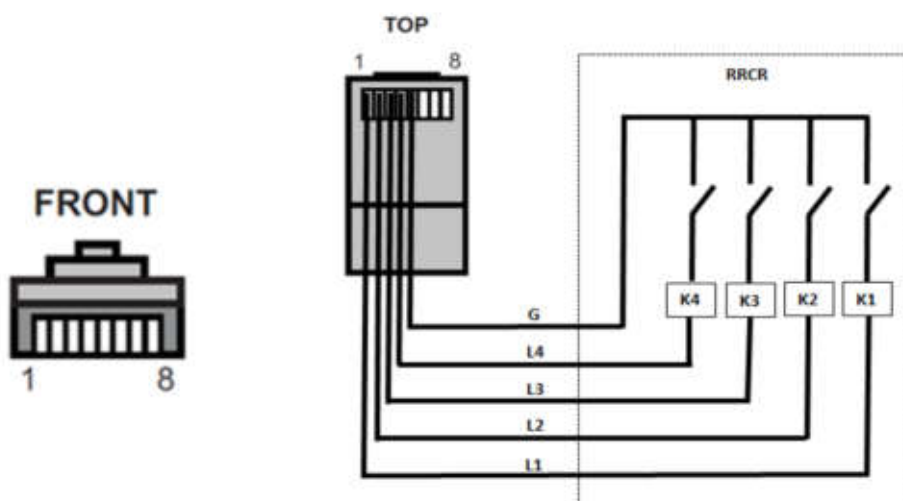 TOP
1 8
RRCR
FRONT
1 8
K4 K3 K2 K1
G
L4
L3
L2
L1